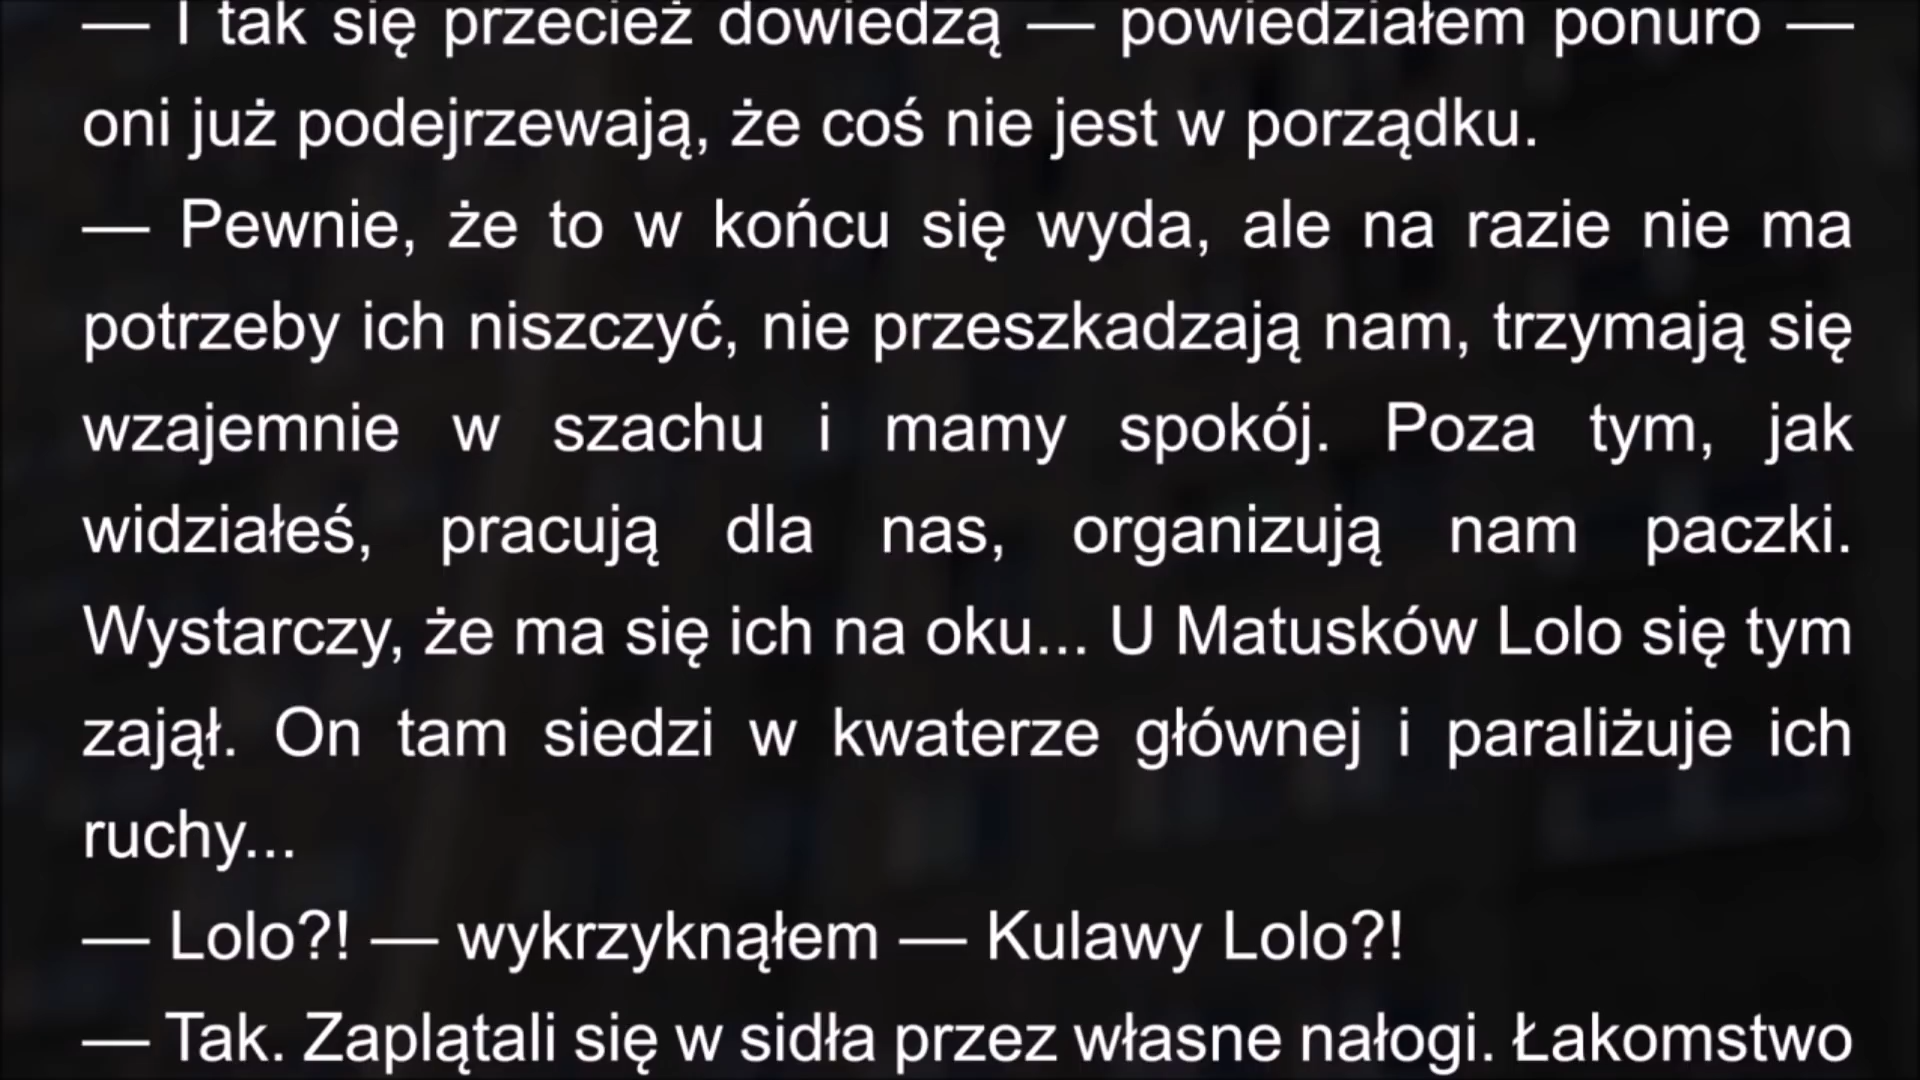 — I tak się przecież dowiedzą — powiedziałem ponuro —
oni już podejrzewają, że coś nie jest w porządku.
— Pewnie, że to w końcu się wyda, ale na razie nie ma
potrzeby ich niszczyć, nie przeszkadzają nam, trzymają się
wzajemnie w szachu i mamy spokój. Poza tym, jak
widziałeś, pracują dla nas, organizują nam paczki.
Wystarczy, że ma się ich na oku... U Matusków Lolo się tym
zajął. On tam siedzi w kwaterze głównej i paraliżuje ich
ruchy...
— Lolo?! — wykrzyknąłem — Kulawy Lolo?!
— Tak. Zaplątali się w sidła przez własne nałogi. Łakomstwo